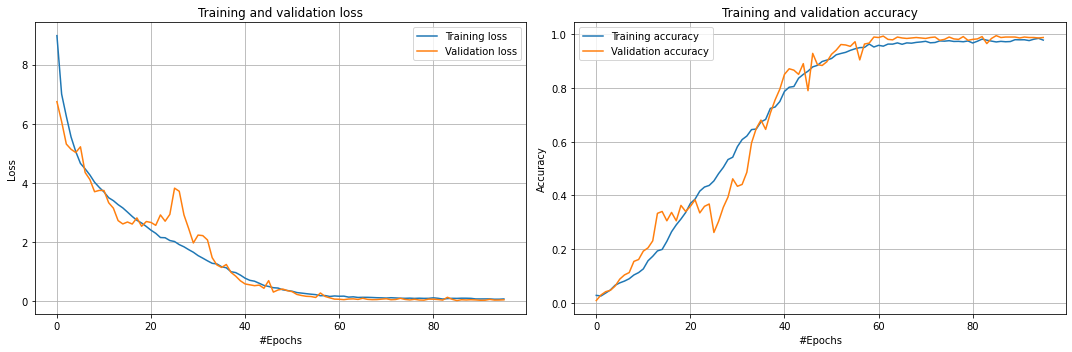 Training and validation loss
Training loss
Validation loss
8
6
4
2
0
Loss
0
20
40
60
80
#Epochs
Training and validation accuracy
Training accuracy
Validation accuracy
1.0
0.8
0.6
0.4
0.2
0.0
Accuracy
0
20
40
60
80
#Epochs